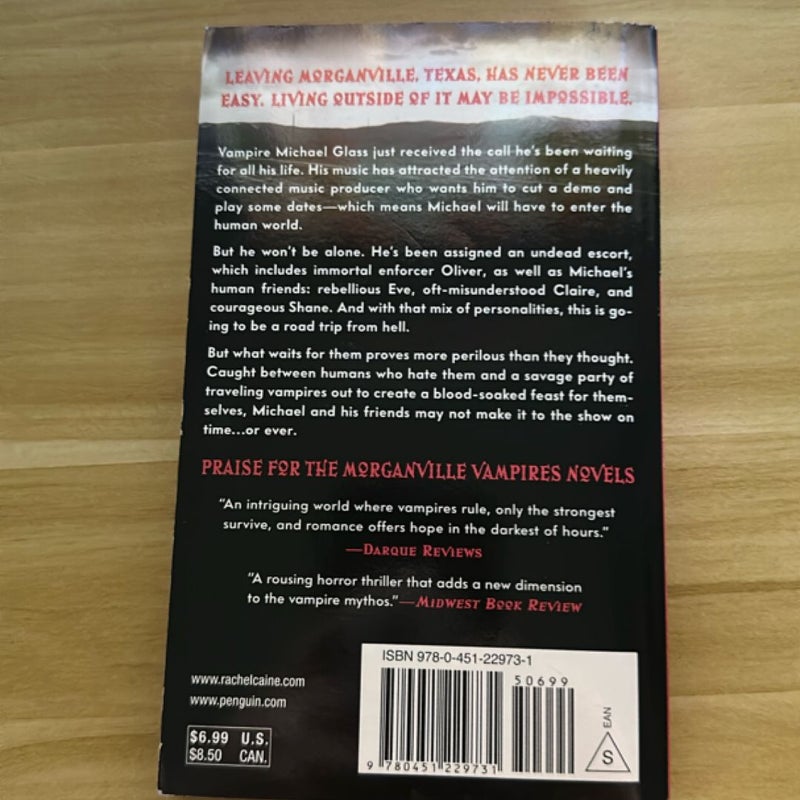 LEAVING MORGANVILLE, TEXAS, HAS NEVER BEEN
EASY. LIVING OUTSIDE OF IT MAY BE IMPOSSIBLE.
Vampire Michael Glass just received the call he's been waiting
for all his life. His music has attracted the attention of a heavily
connected music producer who wants him to cut a demo and
play some dates—which means Michael will have to enter the
human world.
But he won't be alone. He's been assigned an undead escort,
which includes immortal enforcer Oliver, as well as Michael's
human friends: rebellious Eve, oft-misunderstood Claire, and
courageous Shane. And with that mix of personalities, this is go-
ing to be a road trip from hell.
But what waits for them proves more perilous than they thought.
Caught between humans who hate them and a savage party of
traveling vampires out to create a blood-soaked feast for them-
selves, Michael and his friends may not make it to the show on
time...or ever.
PRAISE FOR THE MORGANVILLE VAMPIRES NOVELS
"An intriguing world where vampires rule, only the strongest
survive, and romance offers hope in the darkest of hours."
—DARQUE REVIEWS
"A rousing horror thriller that adds a new dimension
to the vampire mythos."—MIDWEST BOOK REVIEW
www.rachelcaine.com
www.penguin.com
$6.99 U.S.
$8.50 CAN.
ISBN 978-0-451-22973-1
50699
9 780451 229731
EAN
S